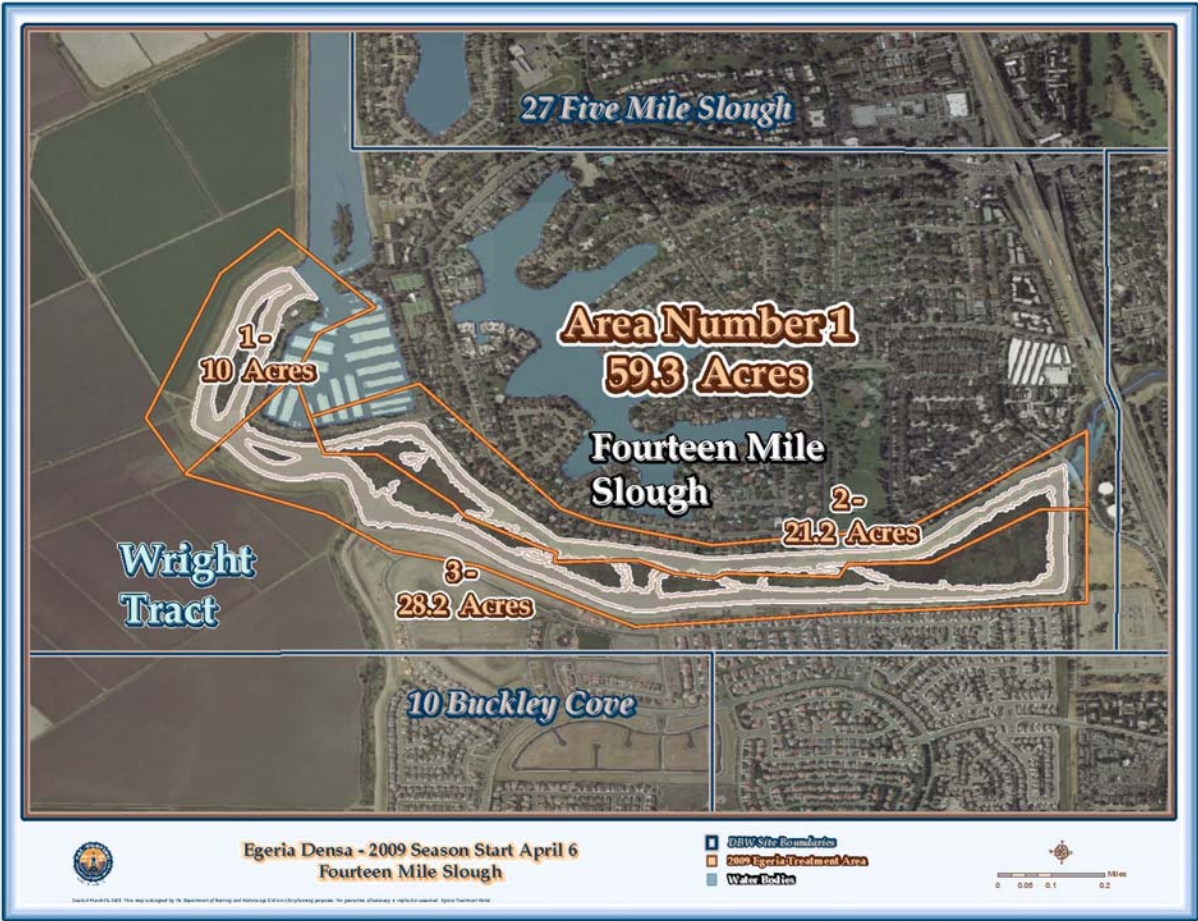 27 Five Mile Slough
Area Number 1
59.3 Acres
1 -
10 Acres
Fourteen Mile
Slough
2 -
21.2 Acres
Wright
Tract
3 -
28.2 Acres
10 Buckley Cove
Egeria Densa - 2009 Season Start April 6
Fourteen Mile Slough
DBW Site Boundaries
2009 Egeria Treatment Area
Water Bodies
Miles
0 0.05 0.1 0.2